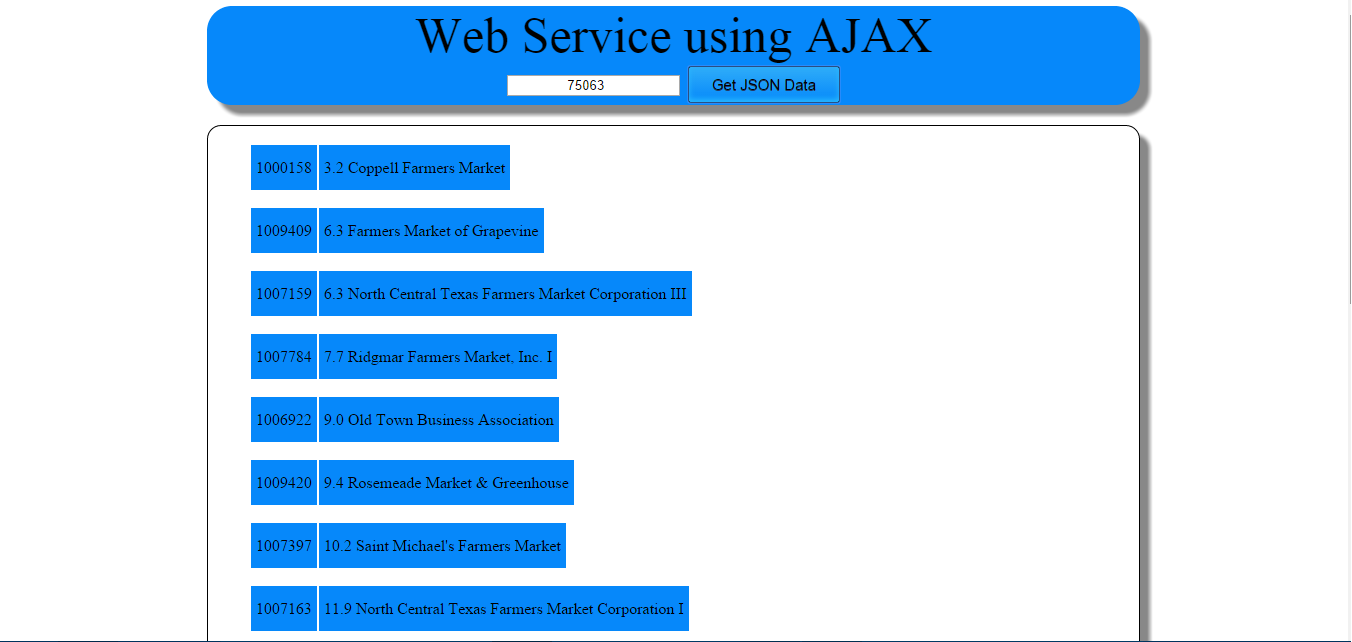 Web Service using AJAX
75063 Get JSON Data
1000158 3.2 Coppell Farmers Market
1009409 6.3 Farmers Market of Grapevine
1007159 6.3 North Central Texas Farmers Market Corporation III
1007784 7.7 Ridgmar Farmers Market, Inc. I
1006922 9.0 Old Town Business Association
1009420 9.4 Rosemeade Market & Greenhouse
1007397 10.2 Saint Michael's Farmers Market
1007163 11.9 North Central Texas Farmers Market Corporation I